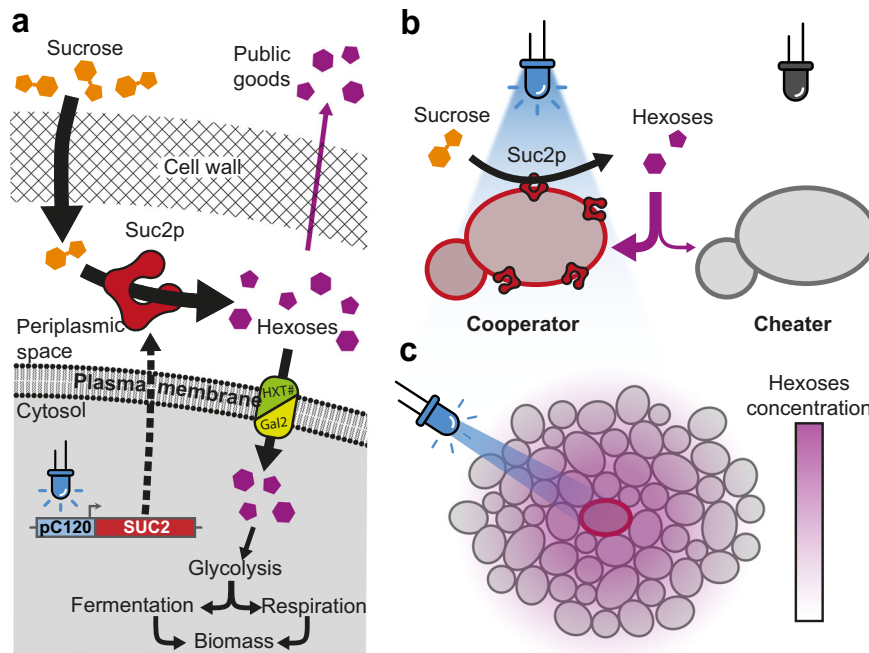 a
Sucrose
Public
goods
Cell wall
Suc2p
Periplasmic
space
Hexoses
Plasma membrane
HXT#
Gal2
Cytosol
pC120
SUC2
Glycolysis
Fermentation
Respiration
Biomass
b
Sucrose
Suc2p
Hexoses
Cooperator
Cheater
c
Hexoses
concentration